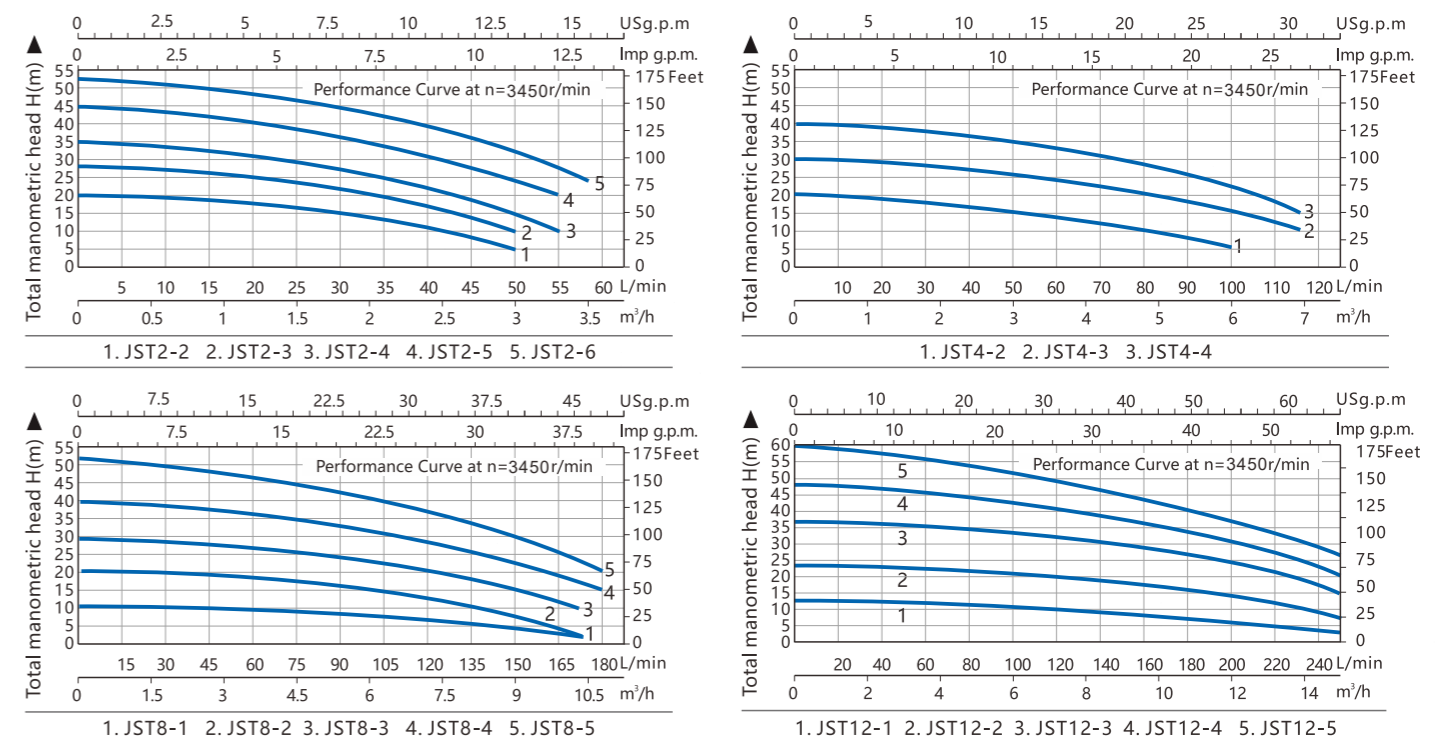 0 2.5 5 7.5 10 12.5 15 USg.p.m
0 2.5 5 7.5 10 12.5 Imp g.p.m.
Total manometric head H(m)
Performance Curve at n=3450r/min
55 50 45 40 35 30 25 20 15 10 5 0
175 Feet 150 125 100 75 50 25 0
5
4
3
2
1
5 10 15 20 25 30 35 40 45 50 55 60 L/min
0 0.5 1 1.5 2 2.5 3 3.5 m³/h
1. JST2-2 2. JST2-3 3. JST2-4 4. JST2-5 5. JST2-6
0 5 10 15 20 25 30 USg.p.m
0 5 10 15 20 25 Imp g.p.m.
Total manometric head H(m)
Performance Curve at n=3450r/min
55 50 45 40 35 30 25 20 15 10 5 0
175Feet 150 125 100 75 50 25 0
3
2
1
10 20 30 40 50 60 70 80 90 100 110 120 L/min
0 1 2 3 4 5 6 7 m³/h
1. JST4-2 2. JST4-3 3. JST4-4
0 7.5 15 22.5 30 37.5 45 USg.p.m
7.5 15 22.5 30 37.5 Imp g.p.m.
Total manometric head H(m)
Performance Curve at n=3450r/min
55 50 45 40 35 30 25 20 15 10 5 0
175Feet 150 125 100 75 50 25 0
5
4
3
2
1
15 30 45 60 75 90 105 120 135 150 165 180 L/min
0 1.5 3 4.5 6 7.5 9 10.5 m³/h
1. JST8-1 2. JST8-2 3. JST8-3 4. JST8-4 5. JST8-5
0 10 20 30 40 50 60 USg.p.m
0 10 20 30 40 50 Imp g.p.m.
Total manometric head H(m)
Performance Curve at n=3450r/min
60 55 50 45 40 35 30 25 20 15 10 5 0
175Feet 150 125 100 75 50 25 0
5
4
3
2
1
20 40 60 80 100 120 140 160 180 200 220 240 L/min
0 2 4 6 8 10 12 14 m³/h
1. JST12-1 2. JST12-2 3. JST12-3 4. JST12-4 5. JST12-5